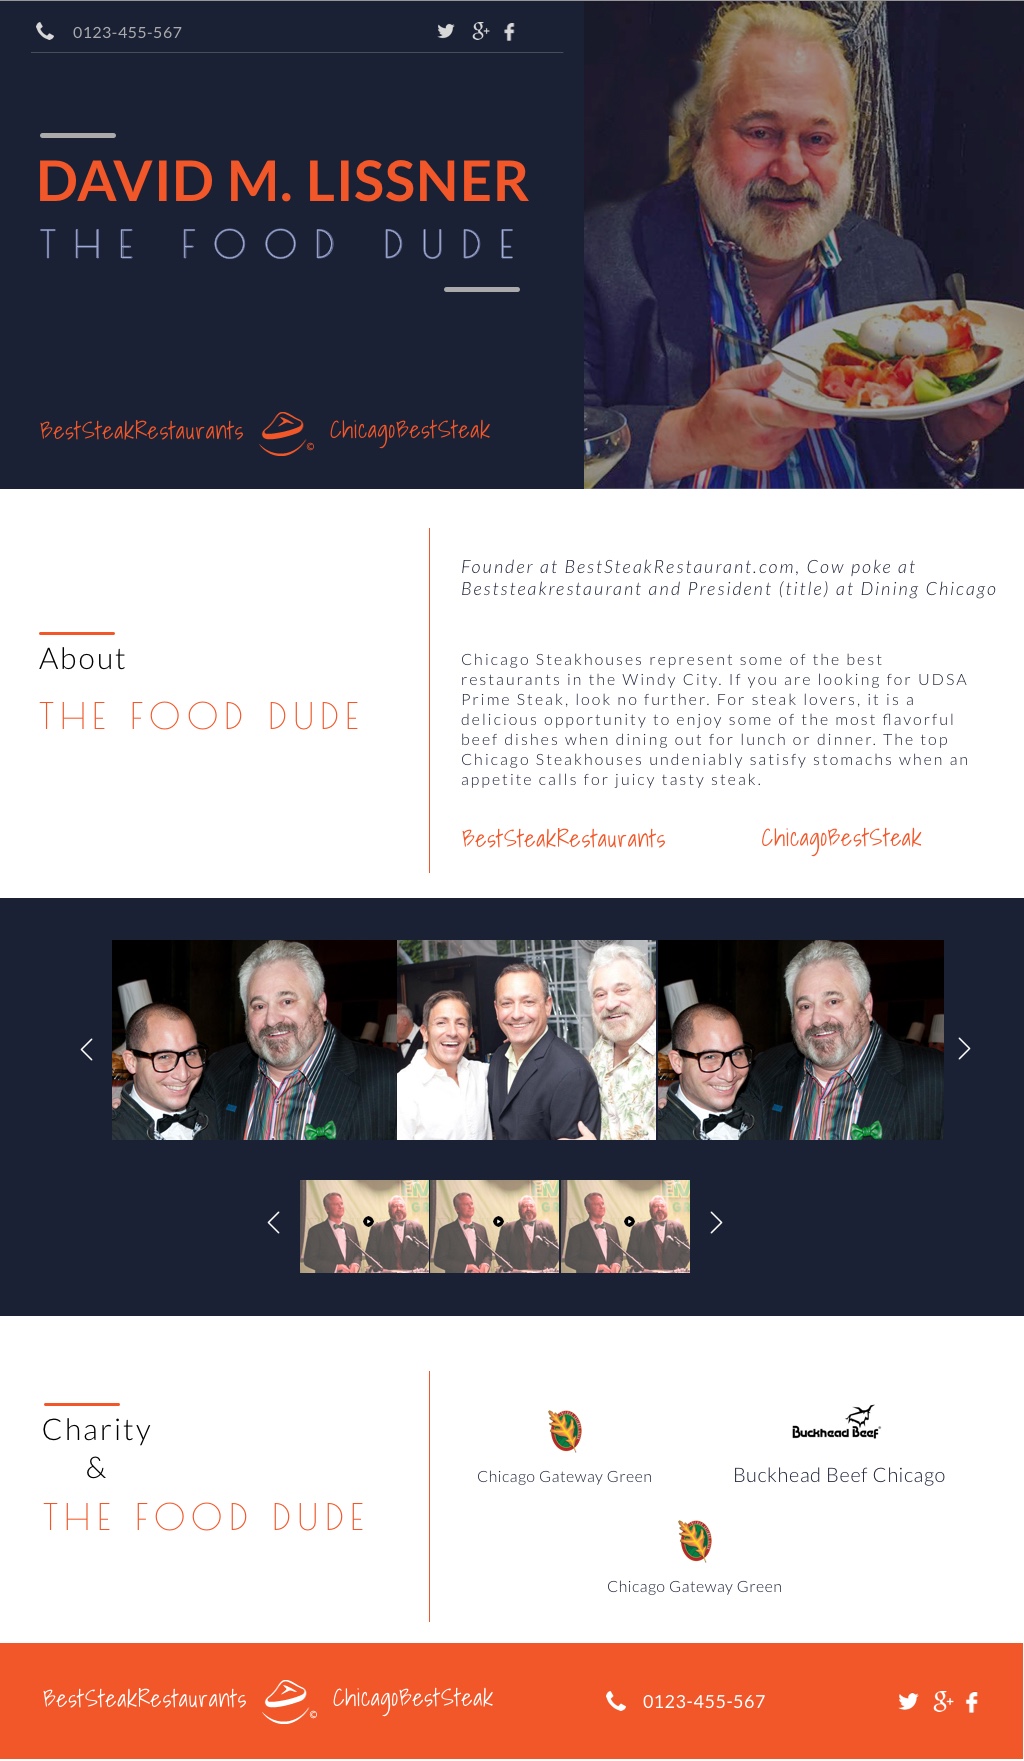 0123-455-567
DAVID M. LISSNER
THE FOOD DUDE
BestSteakRestaurants © ChicagoBestSteak
Founder at BestSteakRestaurant.com, Cow poke at
Beststeakrestaurant and President (title) at Dining Chicago
About
THE FOOD DUDE
Chicago Steakhouses represent some of the best
restaurants in the Windy City. If you are looking for UDSA
Prime Steak, look no further. For steak lovers, it is a
delicious opportunity to enjoy some of the most flavorful
beef dishes when dining out for lunch or dinner. The top
Chicago Steakhouses undeniably satisfy stomachs when an
appetite calls for juicy tasty steak.
BestSteakRestaurants ChicagoBestSteak
Charity
&
THE FOOD DUDE
Buckhead Beef
Chicago Gateway Green
Buckhead Beef Chicago
Chicago Gateway Green
BestSteakRestaurants © ChicagoBestSteak 0123-455-567